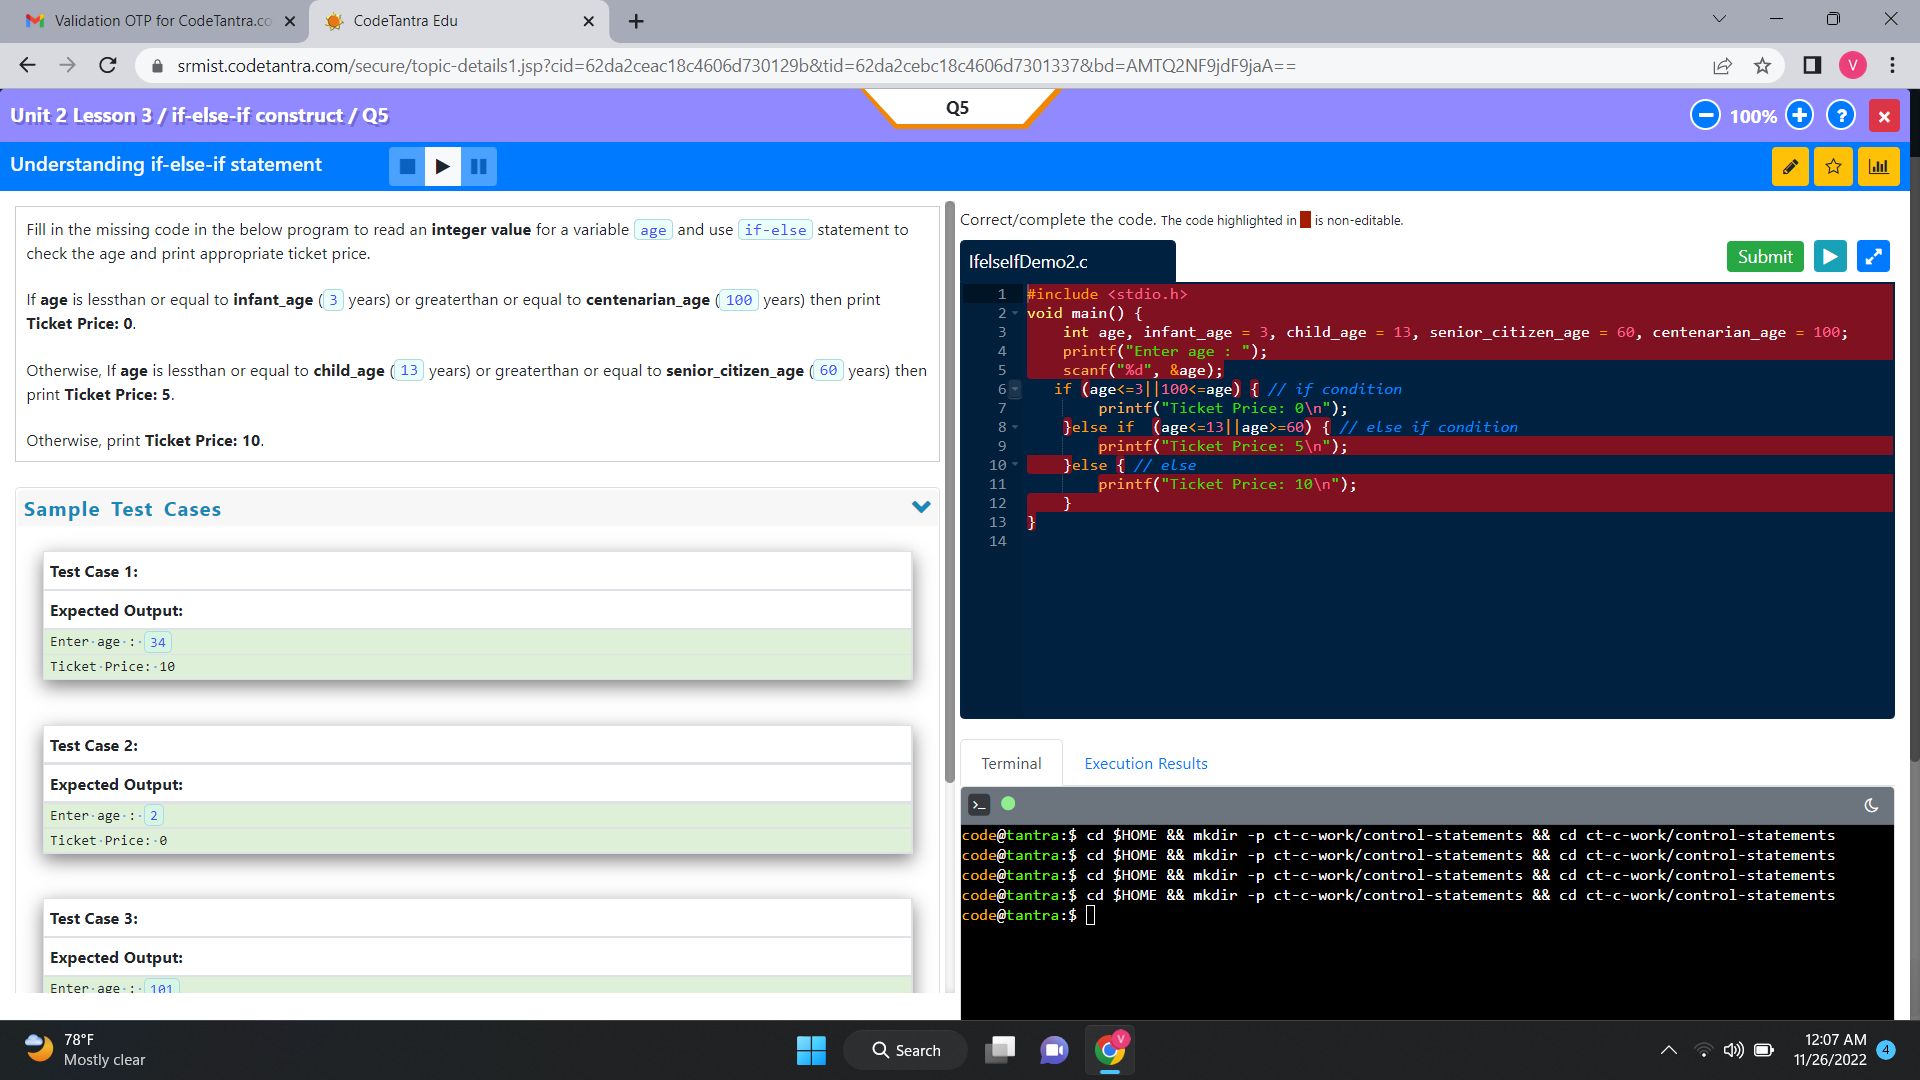 Validation OTP for CodeTantra.co
CodeTantra Edu
srmist.codetantra.com/secure/topic-details1.jsp?cid=62da2ceac18c4606d730129b&tid=62da2cebc18c4606d7301337&bd=AMTQ2NF9jdF9jaA==
V
Unit 2 Lesson 3 / if-else-if construct / Q5
Q5
100%
?
Understanding if-else-if statement
Fill in the missing code in the below program to read an integer value for a variable age and use if-else statement to
check the age and print appropriate ticket price.
If age is lessthan or equal to infant_age (3 years) or greaterthan or equal to centenarian_age (100 years) then print
Ticket Price: 0.
Otherwise, If age is lessthan or equal to child_age (13 years) or greaterthan or equal to senior_citizen_age (60 years) then
print Ticket Price: 5.
Otherwise, print Ticket Price: 10.
Sample Test Cases
Test Case 1:
Expected Output:
Enter·age·:·34
Ticket·Price:·10
Test Case 2:
Expected Output:
Enter·age·:·2
Ticket·Price:·0
Test Case 3:
Expected Output:
Enter·age·:·101
Correct/complete the code. The code highlighted in is non-editable.
IfelseIfDemo2.c
Submit
1 #include <stdio.h>
2 void main() {
3 int age, infant_age = 3, child_age = 13, senior_citizen_age = 60, centenarian_age = 100;
4 printf("Enter age : ");
5 scanf("%d", &age);
6 if (age<=3||100<=age) { // if condition
7 printf("Ticket Price: 0\n");
8 }else if (age<=13||age>=60) { // else if condition
9 printf("Ticket Price: 5\n");
10 }else { // else
11 printf("Ticket Price: 10\n");
12 }
13 }
14
Terminal
Execution Results
code@tantra:$ cd $HOME && mkdir -p ct-c-work/control-statements && cd ct-c-work/control-statements
code@tantra:$ cd $HOME && mkdir -p ct-c-work/control-statements && cd ct-c-work/control-statements
code@tantra:$ cd $HOME && mkdir -p ct-c-work/control-statements && cd ct-c-work/control-statements
code@tantra:$ cd $HOME && mkdir -p ct-c-work/control-statements && cd ct-c-work/control-statements
code@tantra:$
78°F
Mostly clear
Search
V
12:07 AM
11/26/2022
4